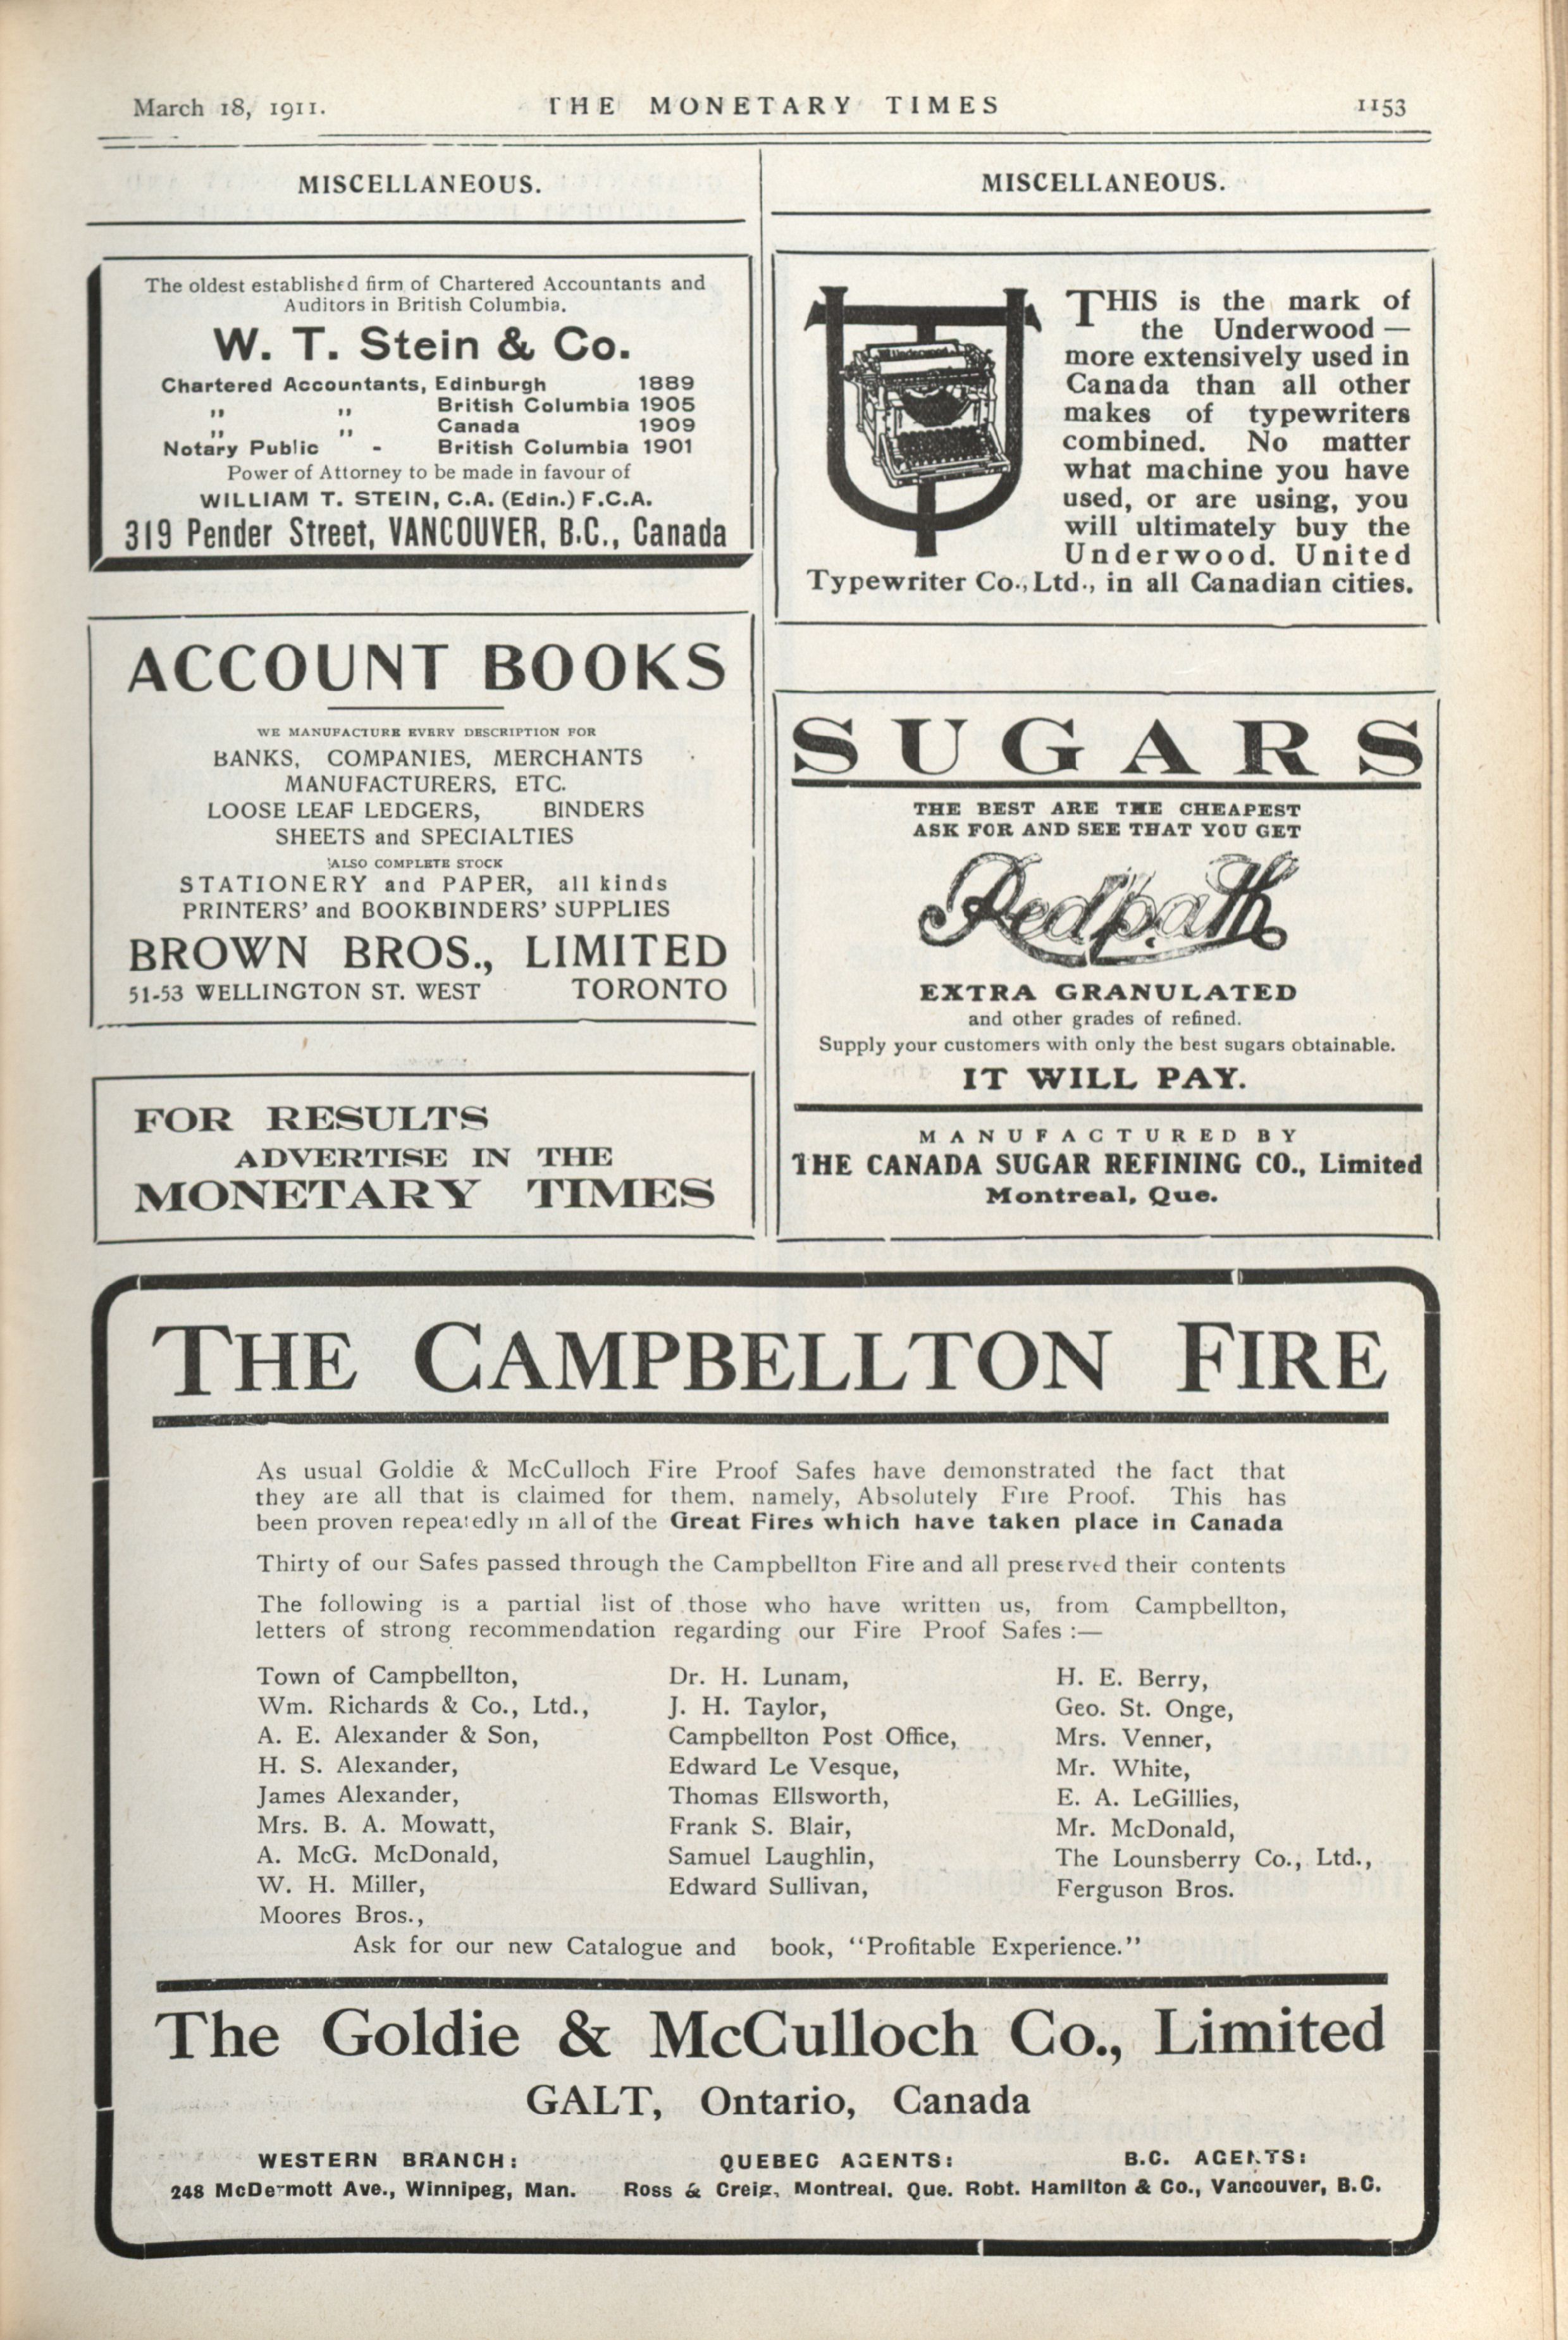 March 18, 1911.
THE MONETARY TIMES
1153
MISCELLANEOUS.
The oldest established firm of Chartered Accountants and
Auditors in British Columbia.
W. T. Stein & Co.
Chartered Accountants, Edinburgh 1889
" " British Columbia 1905
" " Canada 1909
Notary Public - British Columbia 1901
Power of Attorney to be made in favour of
WILLIAM T. STEIN, C.A. (Edin.) F.C.A.
319 Pender Street, VANCOUVER, B.C., Canada
ACCOUNT BOOKS
WE MANUFACTURE EVERY DESCRIPTION FOR
BANKS, COMPANIES, MERCHANTS
MANUFACTURERS, ETC.
LOOSE LEAF LEDGERS, BINDERS
SHEETS and SPECIALTIES
ALSO COMPLETE STOCK
STATIONERY and PAPER, all kinds
PRINTERS' and BOOKBINDERS' SUPPLIES
BROWN BROS., LIMITED
51-53 WELLINGTON ST. WEST TORONTO
FOR RESULTS
ADVERTISE IN THE
MONETARY TIMES
MISCELLANEOUS.
Underwood
THIS is the mark of
the Underwood —
more extensively used in
Canada than all other
makes of typewriters
combined. No matter
what machine you have
used, or are using, you
will ultimately buy the
Underwood. United
Typewriter Co., Ltd., in all Canadian cities.
SUGARS
THE BEST ARE THE CHEAPEST
ASK FOR AND SEE THAT YOU GET
Redpath
EXTRA GRANULATED
and other grades of refined.
Supply your customers with only the best sugars obtainable.
IT WILL PAY.
MANUFACTURED BY
THE CANADA SUGAR REFINING CO., Limited
Montreal, Que.
THE CAMPBELLTON FIRE
As usual Goldie & McCulloch Fire Proof Safes have demonstrated the fact that
they are all that is claimed for them, namely, Absolutely Fire Proof. This has
been proven repeatedly in all of the Great Fires which have taken place in Canada
Thirty of our Safes passed through the Campbellton Fire and all preserved their contents
The following is a partial list of those who have written us, from Campbellton,
letters of strong recommendation regarding our Fire Proof Safes :—
Town of Campbellton,
Wm. Richards & Co., Ltd.,
A. E. Alexander & Son,
H. S. Alexander,
James Alexander,
Mrs. B. A. Mowatt,
A. McG. McDonald,
W. H. Miller,
Moores Bros.,
Dr. H. Lunam,
J. H. Taylor,
Campbellton Post Office,
Edward Le Vesque,
Thomas Ellsworth,
Frank S. Blair,
Samuel Laughlin,
Edward Sullivan,
H. E. Berry,
Geo. St. Onge,
Mrs. Venner,
Mr. White,
E. A. LeGillies,
Mr. McDonald,
The Lounsberry Co., Ltd.,
Ferguson Bros.
Ask for our new Catalogue and book, "Profitable Experience."
The Goldie & McCulloch Co., Limited
GALT, Ontario, Canada
WESTERN BRANCH:
248 McDermott Ave., Winnipeg, Man.
QUEBEC AGENTS:
Ross & Creig, Montreal, Que.
B.C. AGENTS:
Robt. Hamilton & Co., Vancouver, B.C.